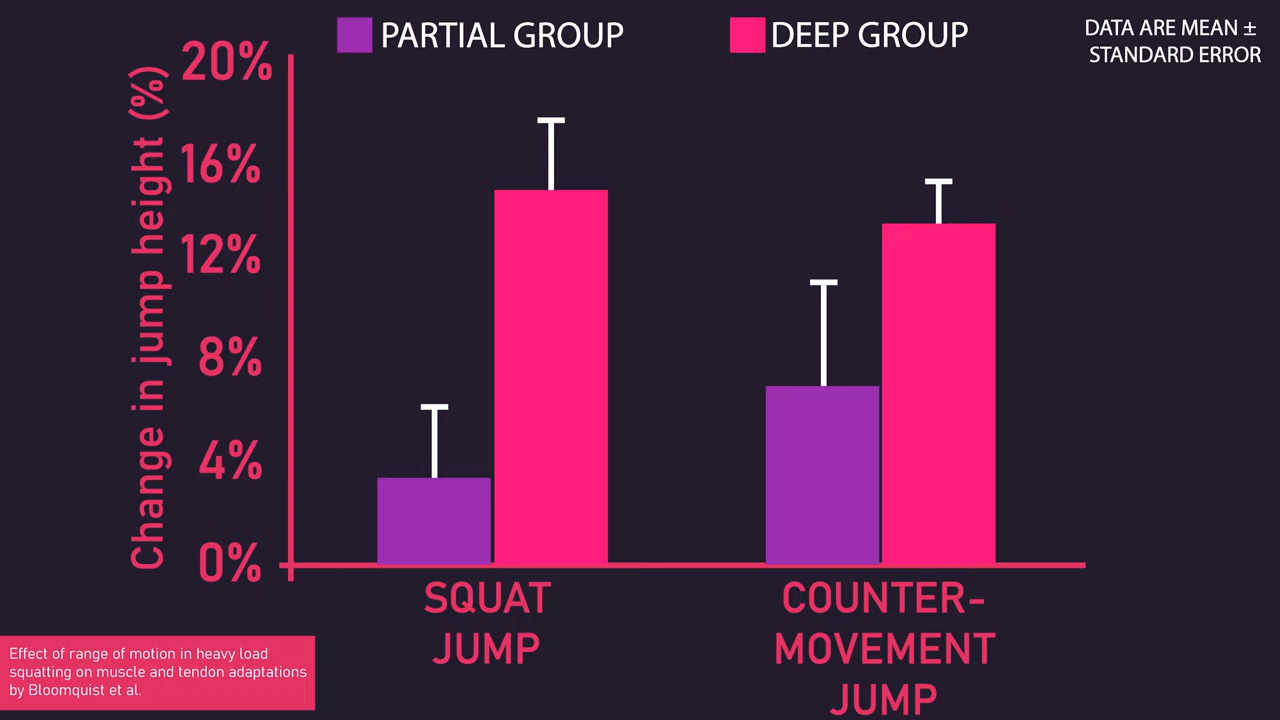 PARTIAL GROUP
DEEP GROUP
DATA ARE MEAN ±
STANDARD ERROR
Change in jump height (%)
20%
16%
12%
8%
4%
0%
SQUAT
JUMP
COUNTER-
MOVEMENT
JUMP
Effect of range of motion in heavy load
squatting on muscle and tendon adaptations
by Bloomquist et al.